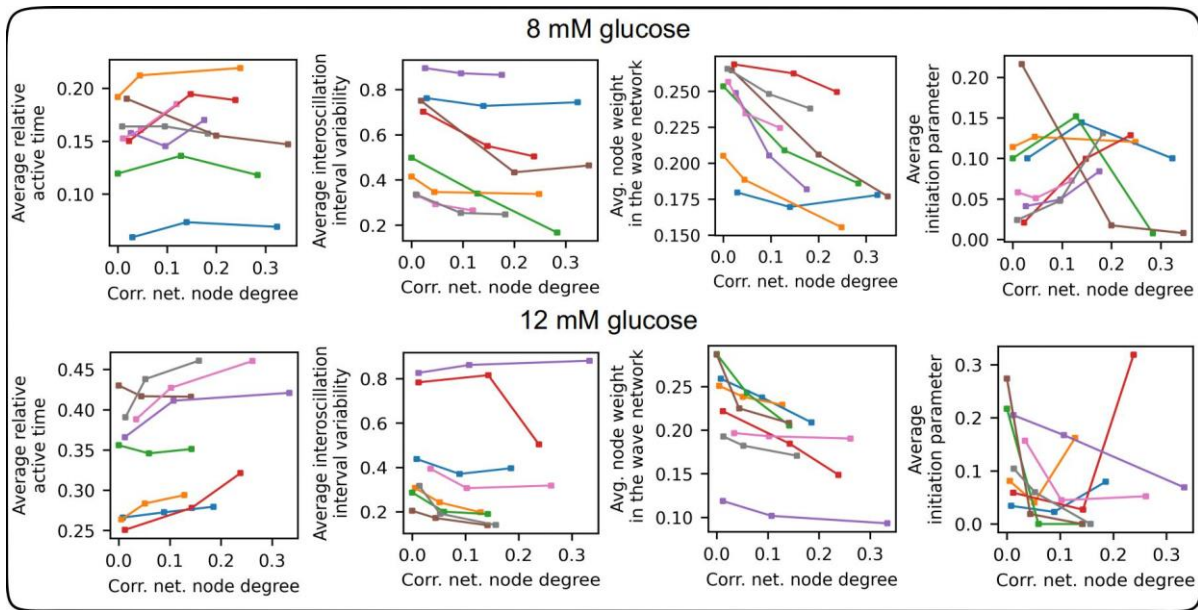 8 mM glucose
Average relative
active time
0.20
0.15
0.10
0.0 0.1 0.2 0.3
Corr. net. node degree
Average interoscillation
interval variability
0.8
0.6
0.4
0.2
0.0 0.1 0.2 0.3
Corr. net. node degree
Avg. node weight
in the wave network
0.250
0.225
0.200
0.175
0.150
0.0 0.1 0.2 0.3
Corr. net. node degree
Average
initiation parameter
0.20
0.15
0.10
0.05
0.00
0.0 0.1 0.2 0.3
Corr. net. node degree
12 mM glucose
Average relative
active time
0.45
0.40
0.35
0.30
0.25
0.0 0.1 0.2 0.3
Corr. net. node degree
Average interoscillation
interval variability
0.8
0.6
0.4
0.2
0.0 0.1 0.2 0.3
Corr. net. node degree
Avg. node weight
in the wave network
0.25
0.20
0.15
0.10
0.0 0.1 0.2 0.3
Corr. net. node degree
Average
initiation parameter
0.3
0.2
0.1
0.0
0.0 0.1 0.2 0.3
Corr. net. node degree